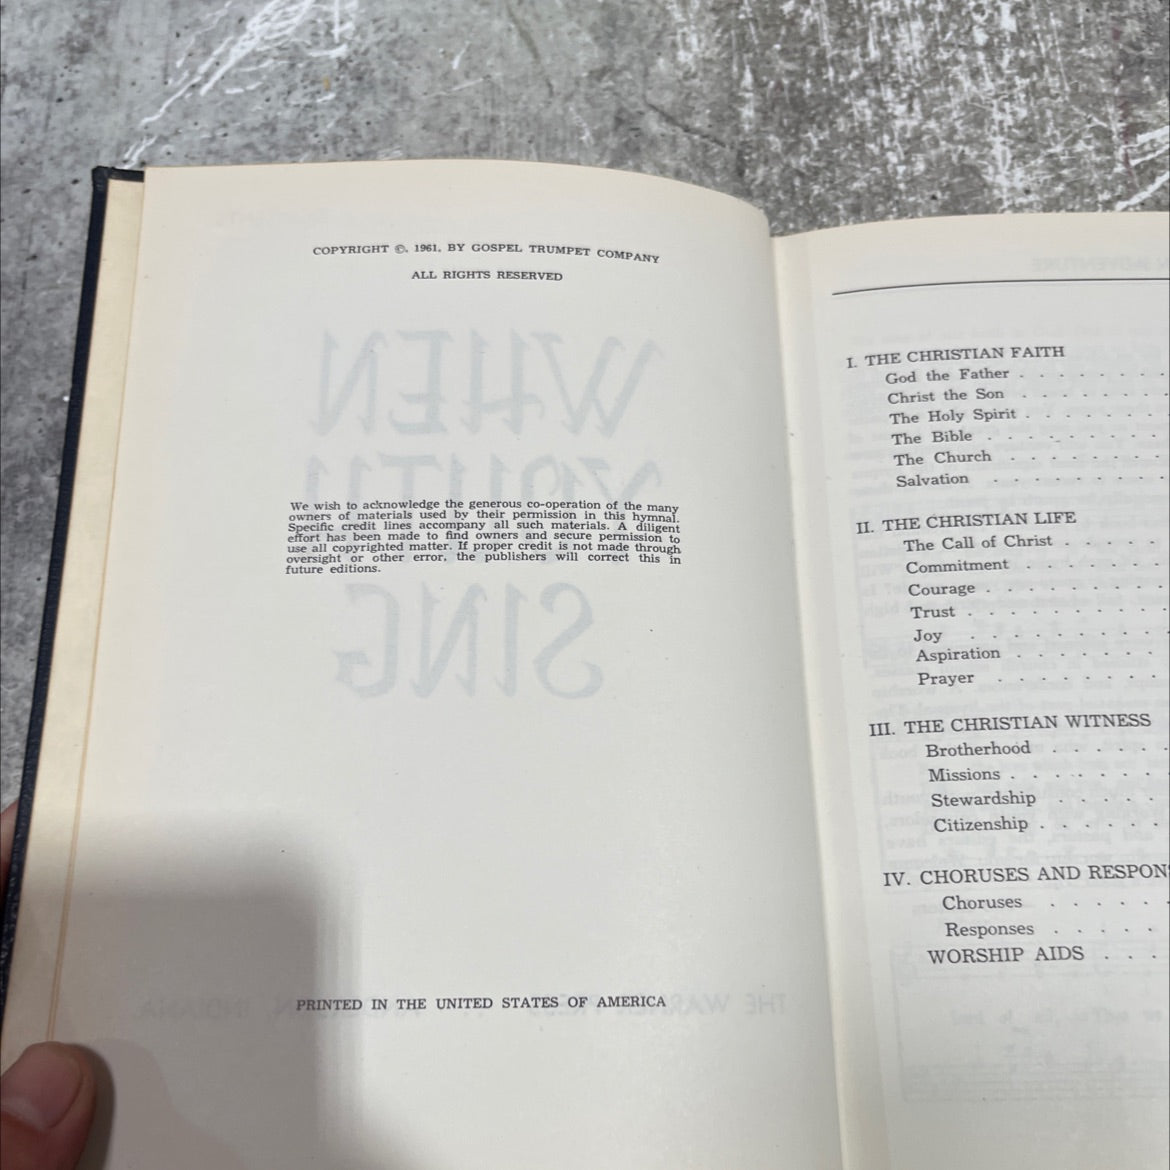 COPYRIGHT ©, 1961, BY GOSPEL TRUMPET COMPANY
ALL RIGHTS RESERVED
WHEN
YOUTH
We wish to acknowledge the generous co-operation of the many
owners of materials used by their permission in this hymnal.
Specific credit lines accompany all such materials. A diligent
effort has been made to find owners and secure permission to
use all copyrighted matter. If proper credit is not made through
oversight or other error, the publishers will correct this in
future editions.
SING
PRINTED IN THE UNITED STATES OF AMERICA
I. THE CHRISTIAN FAITH
God the Father . . . . . . .
Christ the Son . . . . . . .
The Holy Spirit . . . . . . .
The Bible . . . . . . . .
The Church . . . . . . .
Salvation . . . . . . . .
II. THE CHRISTIAN LIFE
The Call of Christ . . . . .
Commitment . . . . . . .
Courage . . . . . . . .
Trust . . . . . . . . .
Joy . . . . . . . . .
Aspiration . . . . . . .
Prayer . . . . . . . .
III. THE CHRISTIAN WITNESS
Brotherhood . . . . . .
Missions . . . . . . . .
Stewardship . . . . . .
Citizenship . . . . . . .
IV. CHORUSES AND RESPONS
Choruses . . . . . .
Responses . . . . .
WORSHIP AIDS . . .